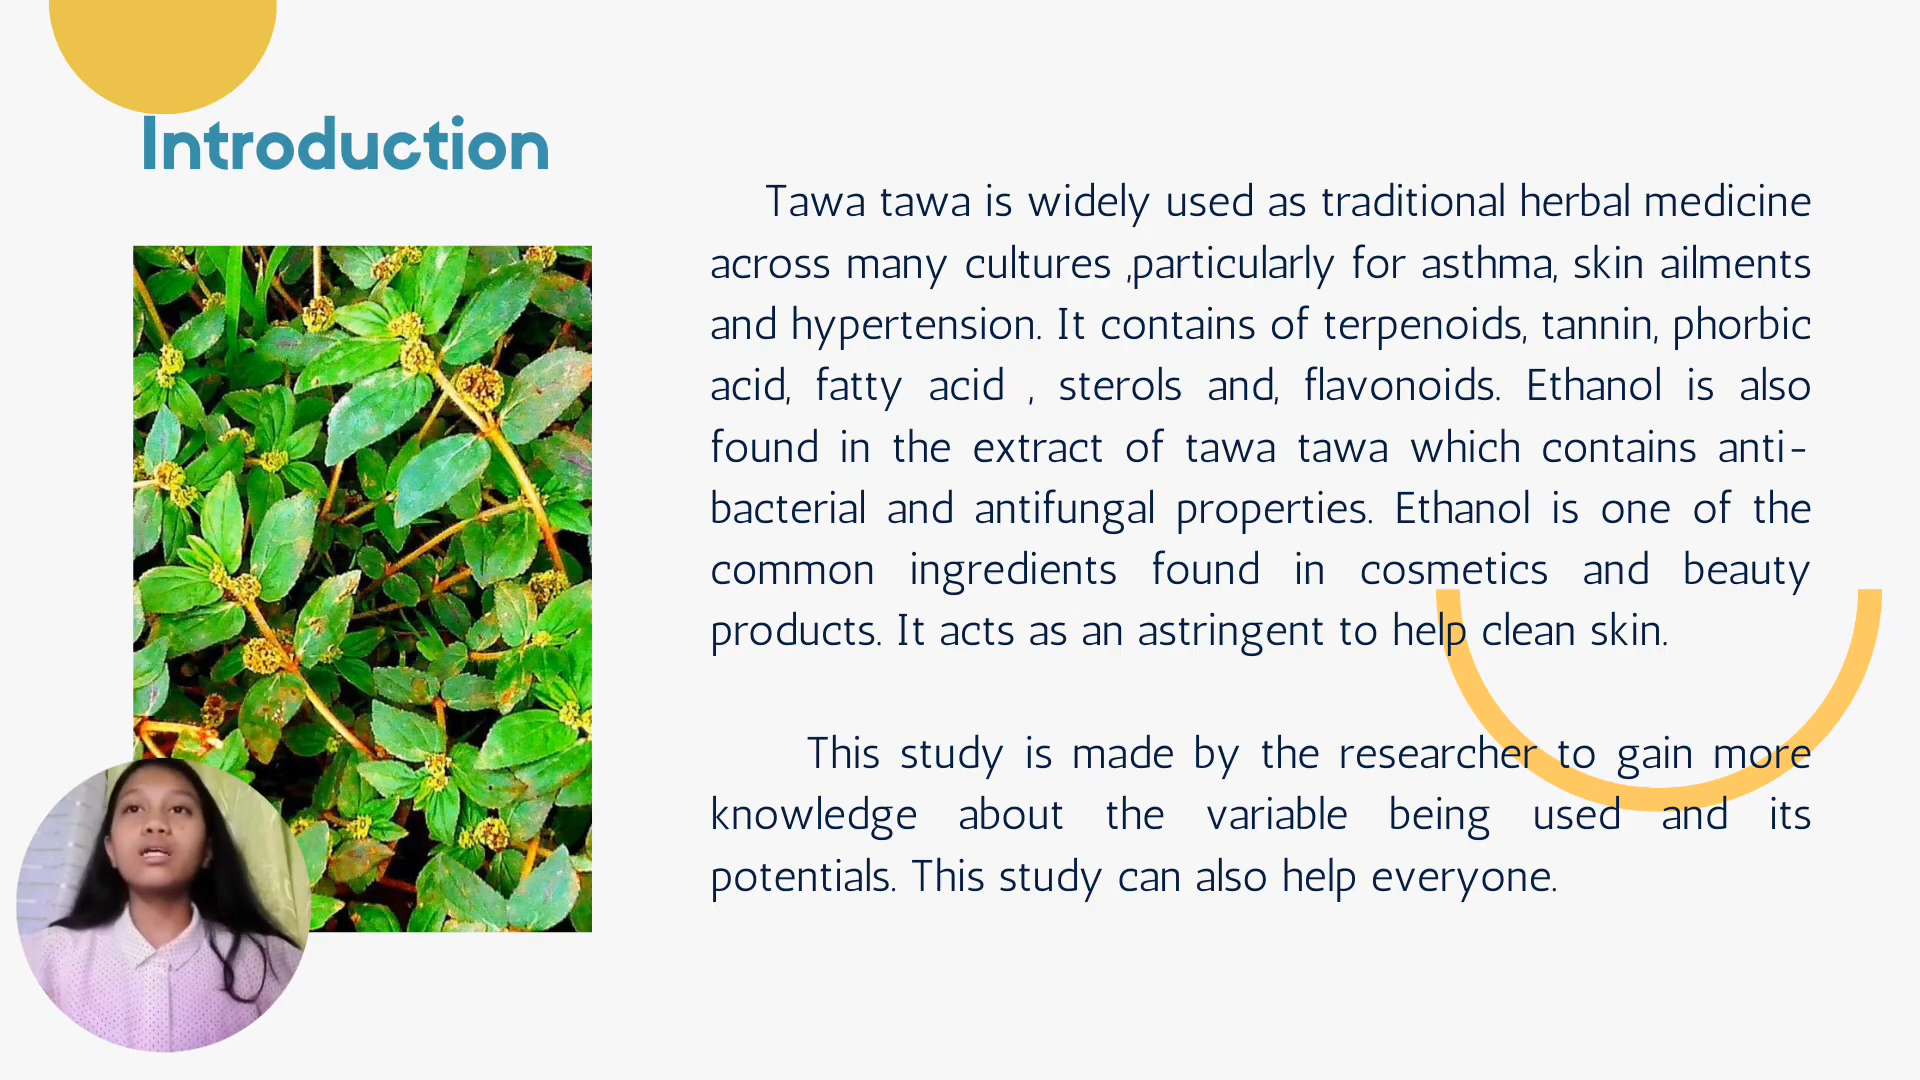 Introduction
Tawa tawa is widely used as traditional herbal medicine
across many cultures ,particularly for asthma, skin ailments
and hypertension. It contains of terpenoids, tannin, phorbic
acid, fatty acid , sterols and, flavonoids. Ethanol is also
found in the extract of tawa tawa which contains anti-
bacterial and antifungal properties. Ethanol is one of the
common ingredients found in cosmetics and beauty
products. It acts as an astringent to help clean skin.
This study is made by the researcher to gain more
knowledge about the variable being used and its
potentials. This study can also help everyone.